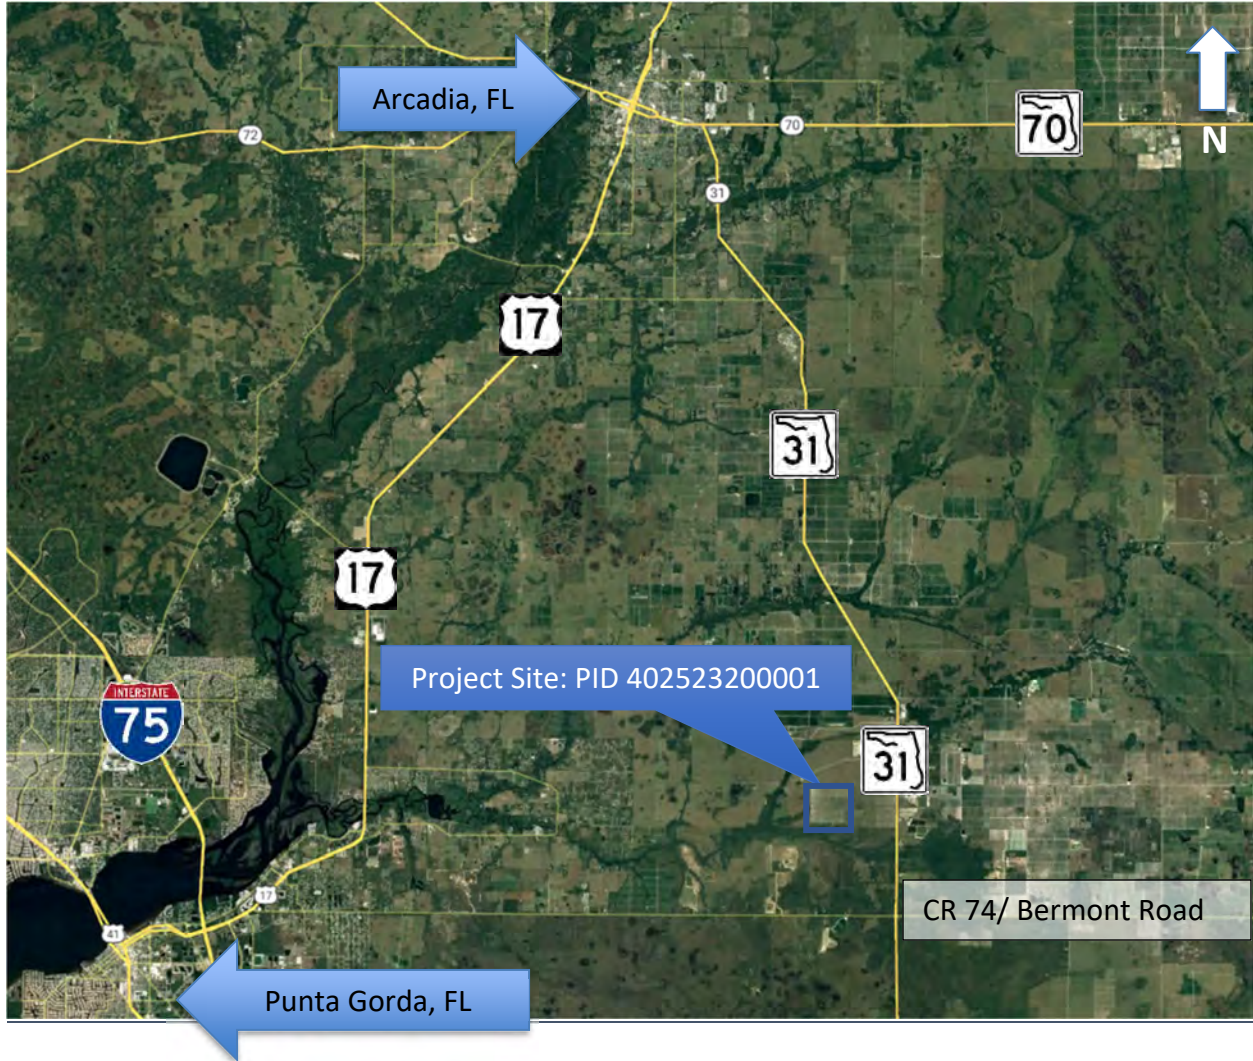 Arcadia, FL
72
70
70
N
31
17
31
17
Project Site: PID 402523200001
INTERSTATE
75
31
CR 74/ Bermont Road
17
41
Punta Gorda, FL